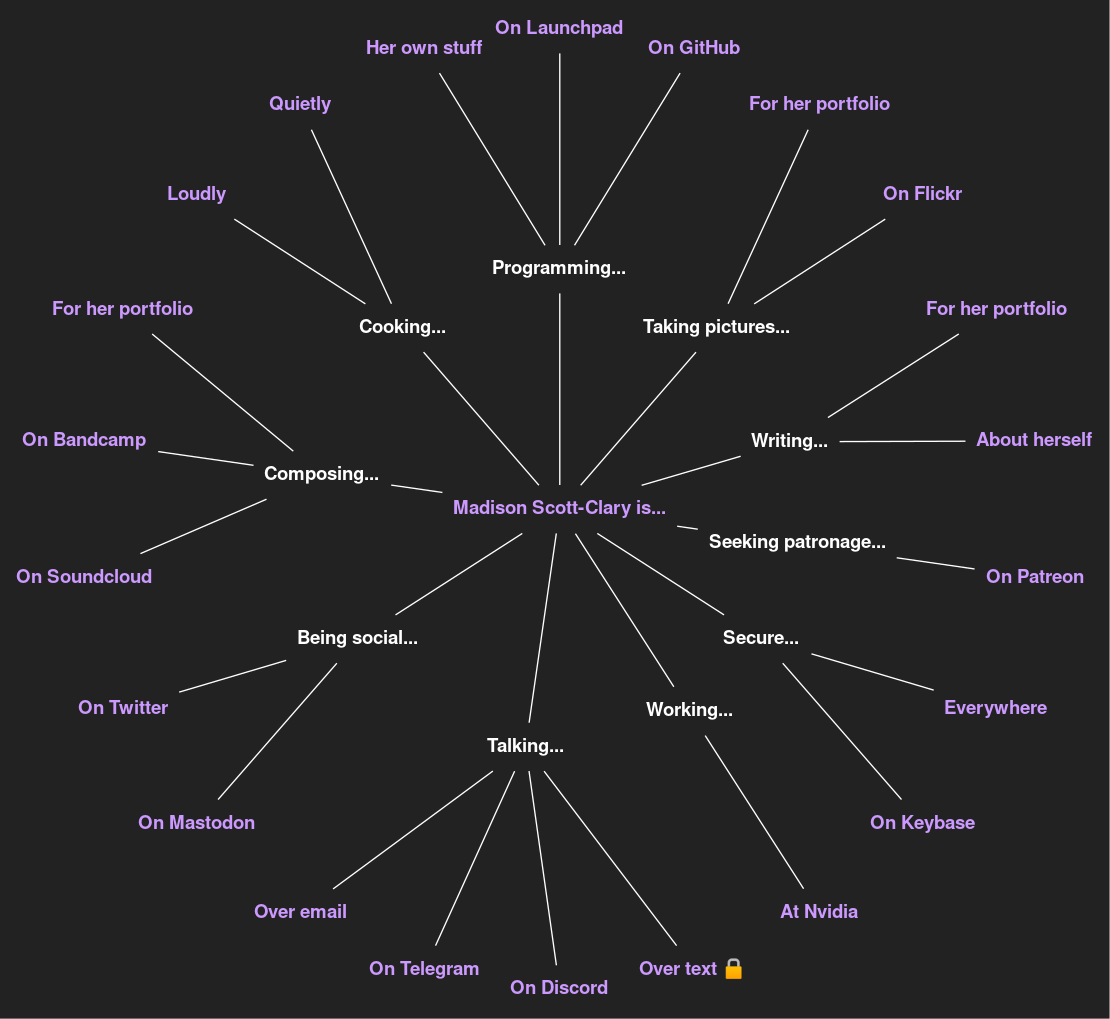 On Launchpad
Her own stuff
On GitHub
Quietly
For her portfolio
Loudly
On Flickr
Programming...
For her portfolio
Cooking...
Taking pictures...
For her portfolio
On Bandcamp
Writing...
About herself
Composing...
Madison Scott-Clary is...
Seeking patronage...
On Soundcloud
On Patreon
Being social...
Secure...
On Twitter
Working...
Everywhere
Talking...
On Mastodon
On Keybase
Over email
At Nvidia
On Telegram
Over text 🔒
On Discord